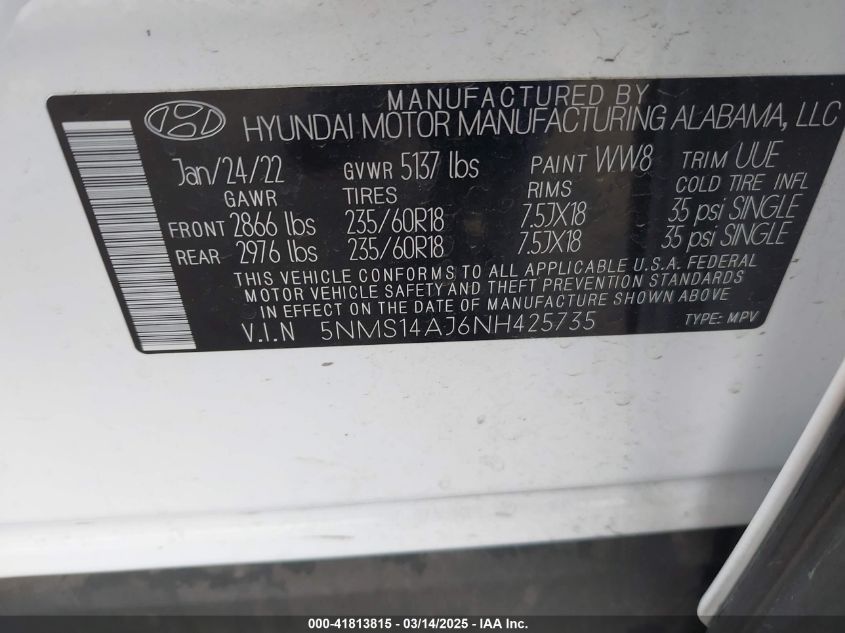 MANUFACTURED BY
HYUNDAI MOTOR MANUFACTURING ALABAMA, LLC
Jan/24/22 GVWR 5137 lbs PAINT WW8 TRIM UUE
GAWR TIRES RIMS COLD TIRE INFL
FRONT 2866 lbs 235/60R18 7.5JX18 35 psi SINGLE
REAR 2976 lbs 235/60R18 7.5JX18 35 psi SINGLE
THIS VEHICLE CONFORMS TO ALL APPLICABLE U.S.A. FEDERAL
MOTOR VEHICLE SAFETY AND THEFT PREVENTION STANDARDS
IN EFFECT ON THE DATE OF MANUFACTURE SHOWN ABOVE.
V.I.N 5NMS14AJ6NH425735 TYPE: MPV
000-41813815 - 03/14/2025 - IAA Inc.